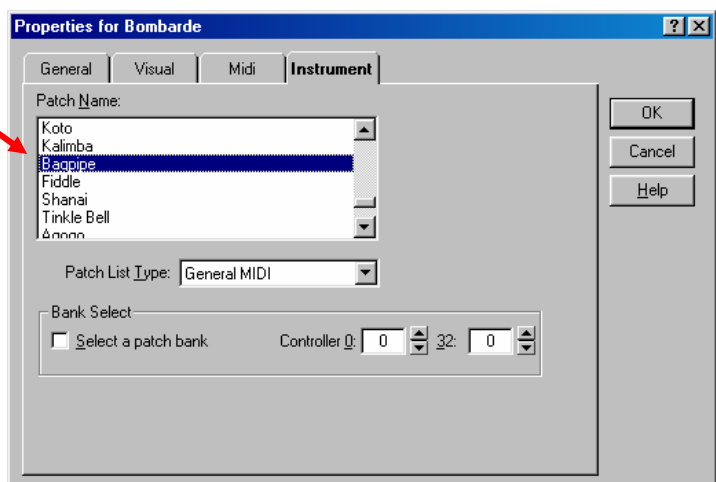 Properties for Bombarde
General Visual Midi Instrument
Patch Name:
Koto
Kalimba
Bagpipe
Fiddle
Shanai
Tinkle Bell
Agogo
Patch List Type: General MIDI
Bank Select
Select a patch bank Controller 0: 0 32: 0
OK
Cancel
Help